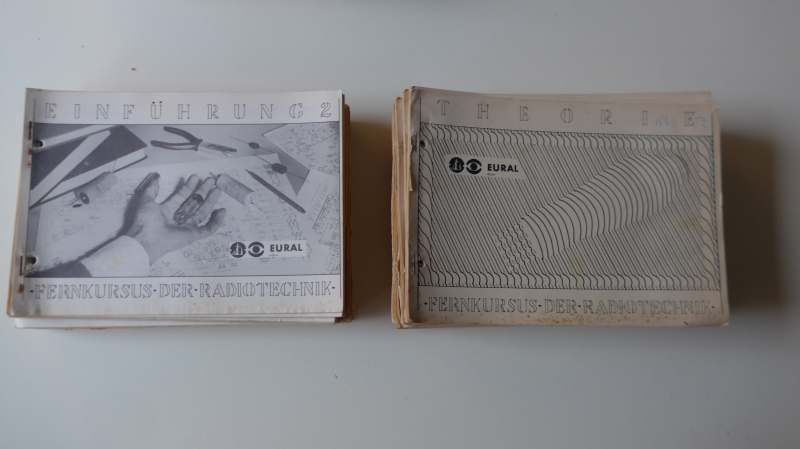 EINFÜHRUNG 2
EURAL
·FERNKURSUS·DER·RADIOTECHNIK·
THEORIE
EURAL
·FERNKURSUS·DER·RADIOTECHNIK·